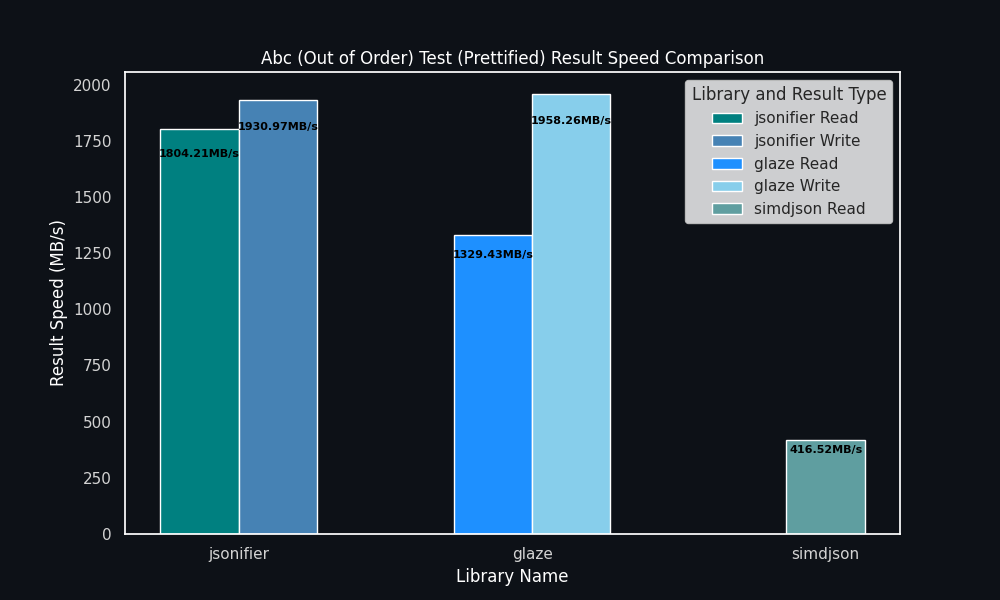 Abc (Out of Order) Test (Prettified) Result Speed Comparison
Library and Result Type
jsonifier Read
jsonifier Write
glaze Read
glaze Write
simdjson Read
Result Speed (MB/s)
2000
1750
1500
1250
1000
750
500
250
0
1804.21MB/s
1930.97MB/s
1329.43MB/s
1958.26MB/s
416.52MB/s
jsonifier
glaze
simdjson
Library Name